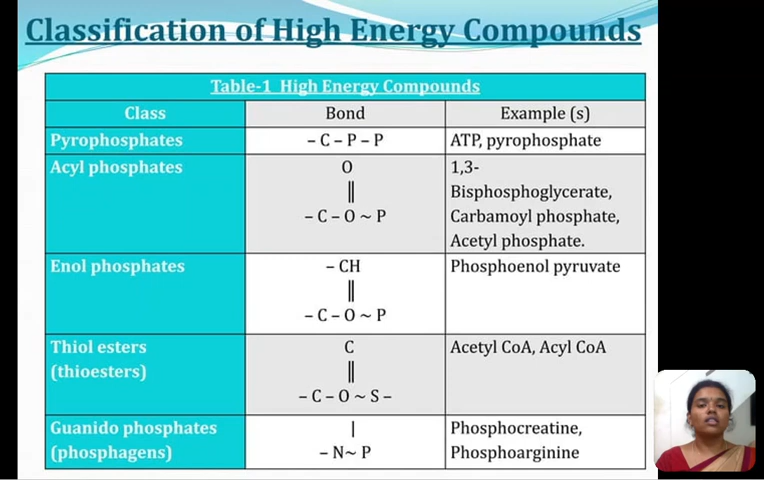 Classification of High Energy Compounds
Table-1 High Energy Compounds
Class Bond Example (s)
Pyrophosphates – C – P – P ATP, pyrophosphate
Acyl phosphates O 1,3-
‖ Bisphosphoglycerate,
– C – O ~ P Carbamoyl phosphate,
Acetyl phosphate.
Enol phosphates – CH Phosphoenol pyruvate
‖
– C – O ~ P
Thiol esters C Acetyl CoA, Acyl CoA
(thioesters) ‖
– C – O ~ S –
Guanido phosphates | Phosphocreatine,
(phosphagens) – N~ P Phosphoarginine